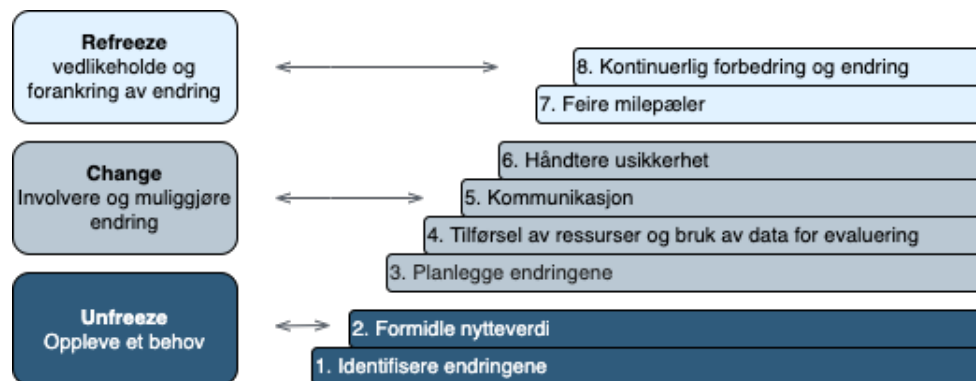 Refreeze
vedlikeholde og
forankring av endring
8. Kontinuerlig forbedring og endring
7. Feire milepæler
Change
Involvere og muliggjøre
endring
6. Håndtere usikkerhet
5. Kommunikasjon
4. Tilførsel av ressurser og bruk av data for evaluering
3. Planlegge endringene
Unfreeze
Oppleve et behov
2. Formidle nytteverdi
1. Identifisere endringene